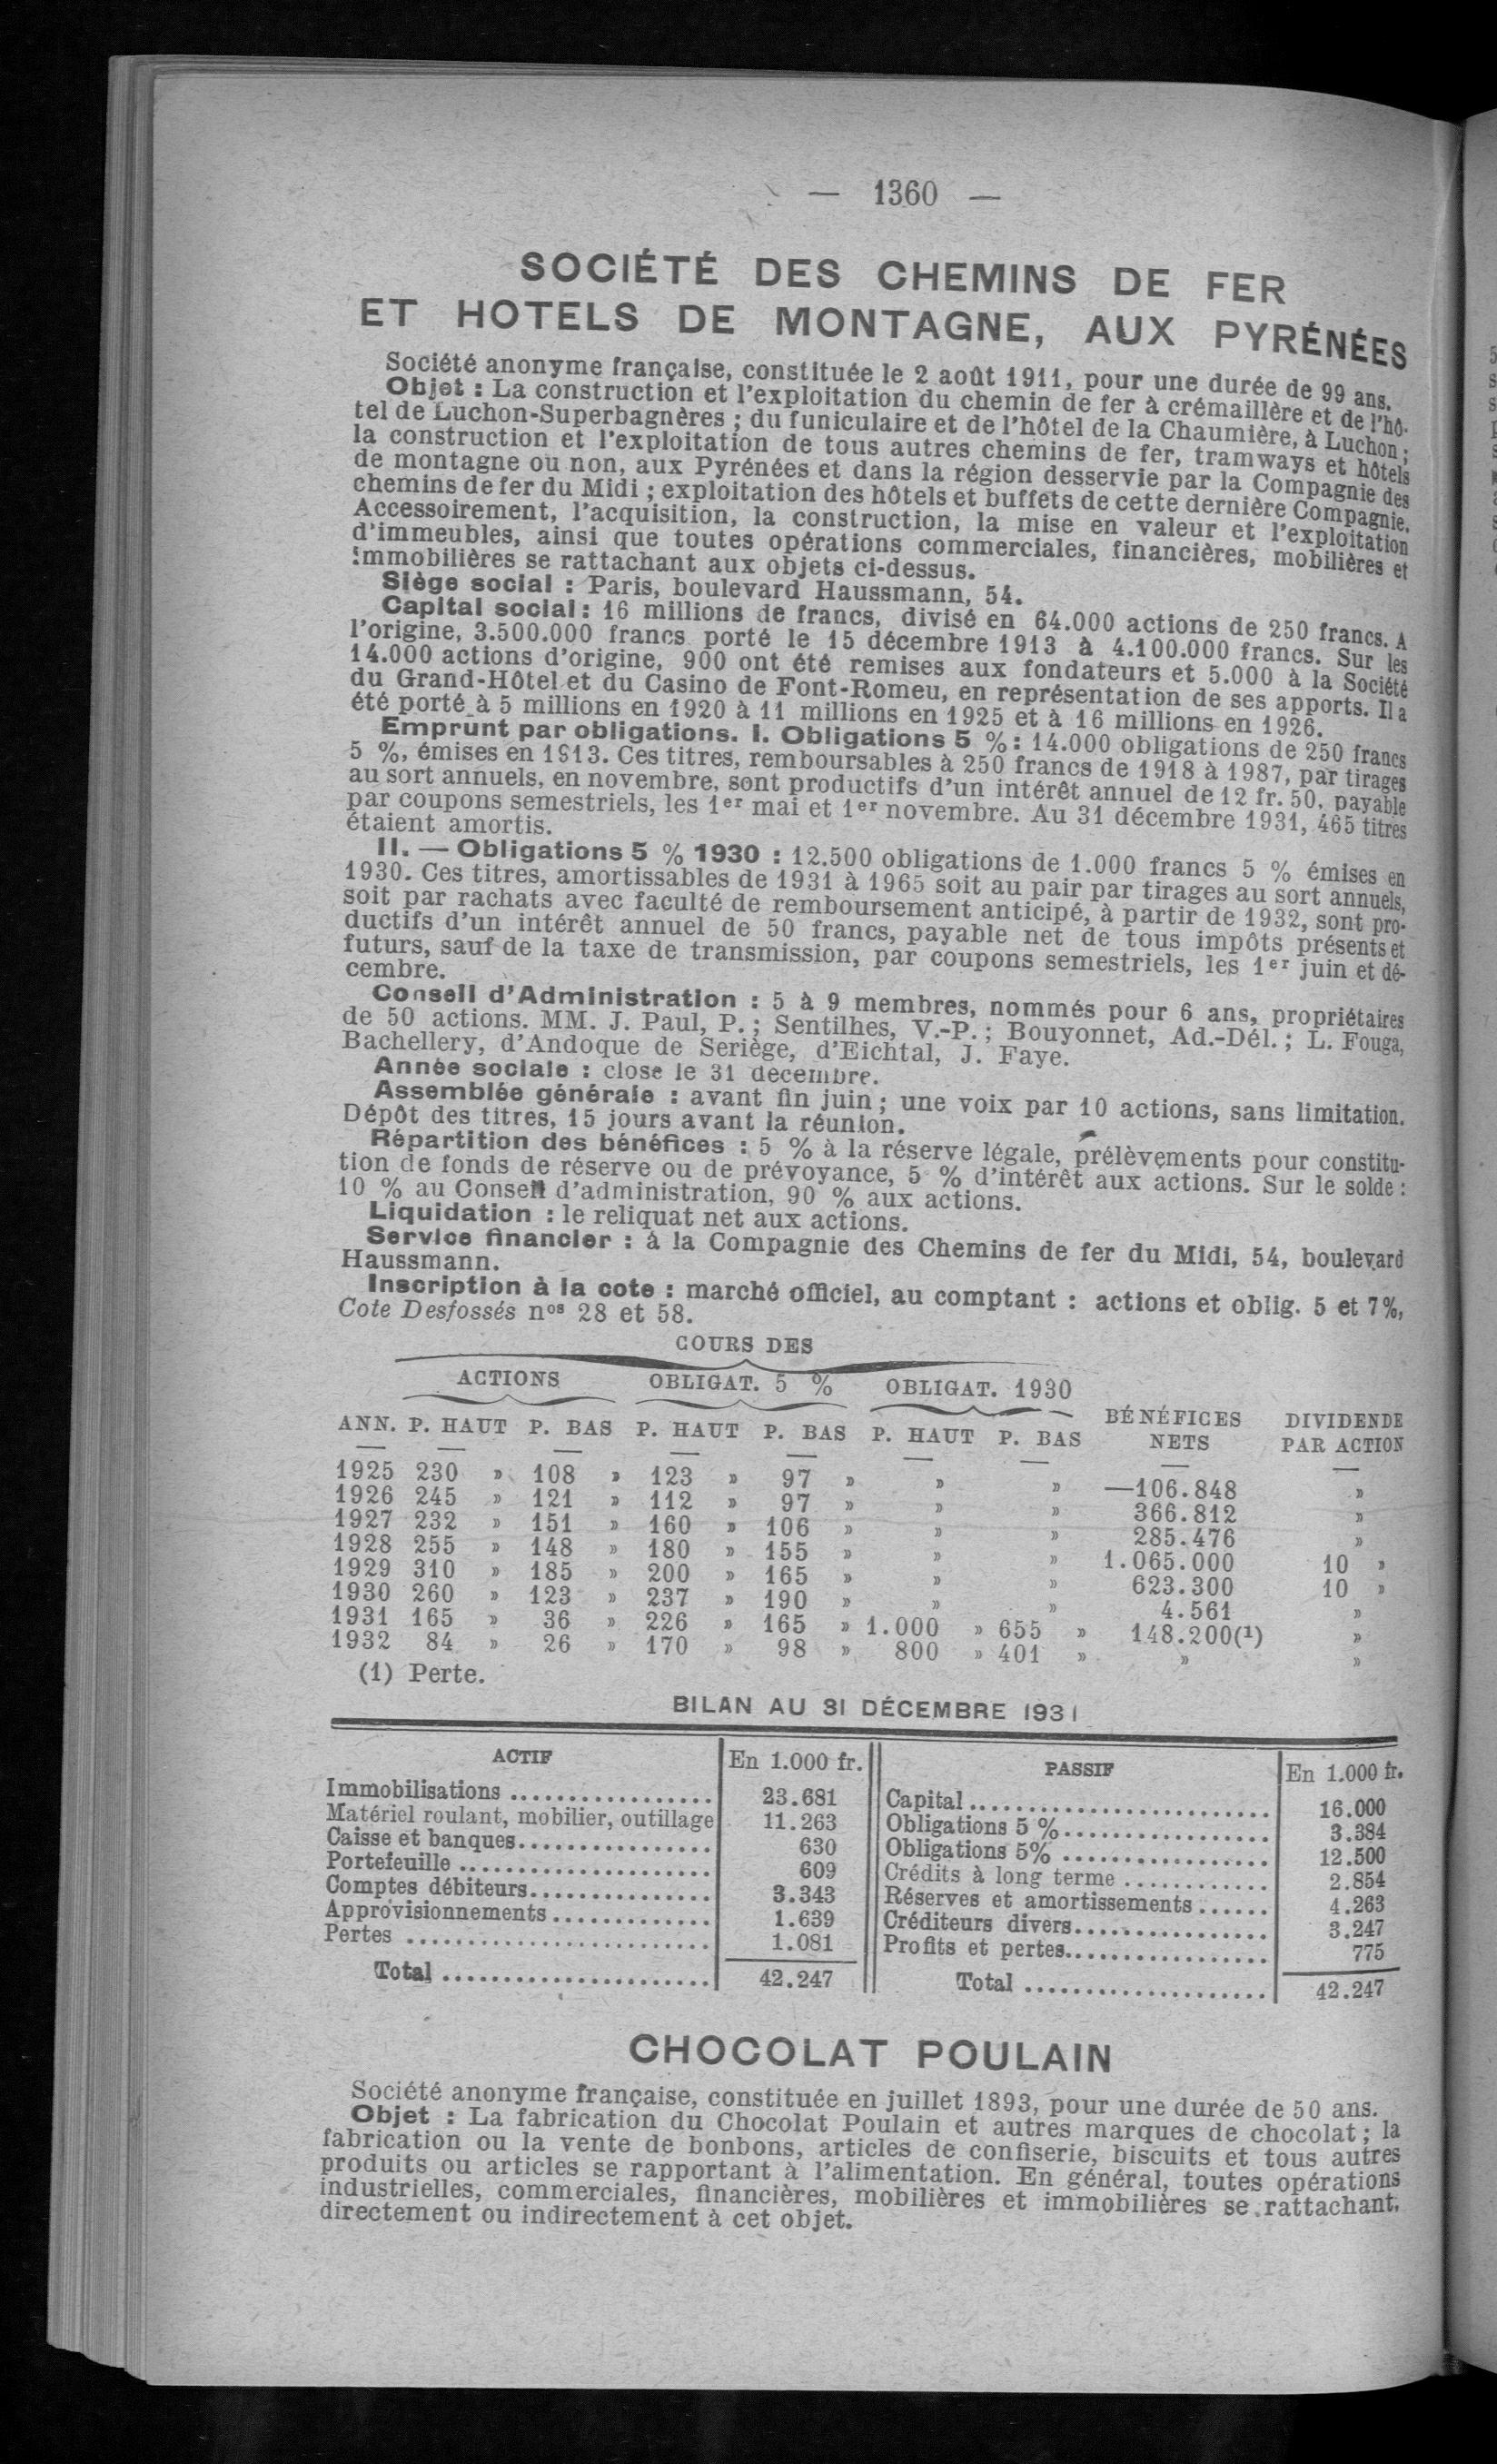 — 1360 —
SOCIÉTÉ DES CHEMINS DE FER
ET HOTELS DE MONTAGNE, AUX PYRÉNÉES
Société anonyme française, constituée le 2 août 1911, pour une durée de 99 ans.
Objet : La construction et l'exploitation du chemin de fer à crémaillère et de l'hô-
tel de Luchon-Superbagnères ; du funiculaire et de l'hôtel de la Chaumière, à Luchon ;
la construction et l'exploitation de tous autres chemins de fer, tramways et hôtels
de montagne ou non, aux Pyrénées et dans la région desservie par la Compagnie des
chemins de fer du Midi ; exploitation des hôtels et buffets de cette dernière Compagnie.
Accessoirement, l'acquisition, la construction, la mise en valeur et l'exploitation
d'immeubles, ainsi que toutes opérations commerciales, financières, mobilières et
immobilières se rattachant aux objets ci-dessus.
Siège social : Paris, boulevard Haussmann, 54.
Capital social : 16 millions de francs, divisé en 64.000 actions de 250 francs. A
l'origine, 3.500.000 francs porté le 15 décembre 1913 à 4.100.000 francs. Sur les
14.000 actions d'origine, 900 ont été remises aux fondateurs et 5.000 à la Société
du Grand-Hôtel et du Casino de Font-Romeu, en représentation de ses apports. Il a
été porté à 5 millions en 1920 à 11 millions en 1925 et à 16 millions en 1926.
Emprunt par obligations. I. Obligations 5 % : 14.000 obligations de 250 francs
5 %, émises en 1913. Ces titres, remboursables à 250 francs de 1918 à 1987, par tirages
au sort annuels, en novembre, sont productifs d'un intérêt annuel de 12 fr. 50, payable
par coupons semestriels, les 1er mai et 1er novembre. Au 31 décembre 1931, 465 titres
étaient amortis.
II. — Obligations 5 % 1930 : 12.500 obligations de 1.000 francs 5 % émises en
1930. Ces titres, amortissables de 1931 à 1965 soit au pair par tirages au sort annuels,
soit par rachats avec faculté de remboursement anticipé, à partir de 1932, sont pro-
ductifs d'un intérêt annuel de 50 francs, payable net de tous impôts présents et
futurs, sauf de la taxe de transmission, par coupons semestriels, les 1er juin et dé-
cembre.
Conseil d'Administration : 5 à 9 membres, nommés pour 6 ans, propriétaires
de 50 actions. MM. J. Paul, P. ; Sentilhes, V.-P. ; Bouyonnet, Ad.-Dél. ; L. Fouga,
Bachellery, d'Andoque de Seriège, d'Eichtal, J. Faye.
Année sociale : close le 31 décembre.
Assemblée générale : avant fin juin ; une voix par 10 actions, sans limitation.
Dépôt des titres, 15 jours avant la réunion.
Répartition des bénéfices : 5 % à la réserve légale, prélèvements pour constitu-
tion de fonds de réserve ou de prévoyance, 5 % d'intérêt aux actions. Sur le solde :
10 % au Conseil d'administration, 90 % aux actions.
Liquidation : le reliquat net aux actions.
Service financier : à la Compagnie des Chemins de fer du Midi, 54, boulevard
Haussmann.
Inscription à la cote : marché officiel, au comptant : actions et oblig. 5 et 7 %,
Cote Desfossés nos 28 et 58.
COURS DES
ACTIONS OBLIGAT. 5 % OBLIGAT. 1930
ANN. P. HAUT P. BAS P. HAUT P. BAS P. HAUT P. BAS BÉNÉFICES NETS DIVIDENDE PAR ACTION
1925 230 » 108 » 123 » 97 » » » —106.848 »
1926 245 » 121 » 112 » 97 » » » 366.812 »
1927 232 » 151 » 160 » 106 » » » 285.476 »
1928 255 » 148 » 180 » 155 » » » 1.065.000 10 »
1929 310 » 185 » 200 » 165 » » » 623.300 10 »
1930 260 » 123 » 237 » 190 » » » 4.561 »
1931 165 » 36 » 226 » 165 » 1.000 » 655 » 148.200(1) »
1932 84 » 26 » 170 » 98 » 800 » 401 » » »
(1) Perte.
BILAN AU 31 DÉCEMBRE 1931
ACTIF En 1.000 fr. PASSIF En 1.000 fr.
Immobilisations ................. 23.681 Capital .......................... 16.000
Matériel roulant, mobilier, outillage 11.263 Obligations 5 % .................. 3.384
Caisse et banques................ 630 Obligations 5% .................. 12.500
Portefeuille ..................... 609 Crédits à long terme ............ 2.854
Comptes débiteurs............... 3.343 Réserves et amortissements ...... 4.263
Approvisionnements ............. 1.639 Créditeurs divers................ 3.247
Pertes .......................... 1.081 Profits et pertes................. 775
Total ....................... 42.247 Total ..................... 42.247
CHOCOLAT POULAIN
Société anonyme française, constituée en juillet 1893, pour une durée de 50 ans.
Objet : La fabrication du Chocolat Poulain et autres marques de chocolat ; la
fabrication ou la vente de bonbons, articles de confiserie, biscuits et tous autres
produits ou articles se rapportant à l'alimentation. En général, toutes opérations
industrielles, commerciales, financières, mobilières et immobilières se rattachant,
directement ou indirectement à cet objet.